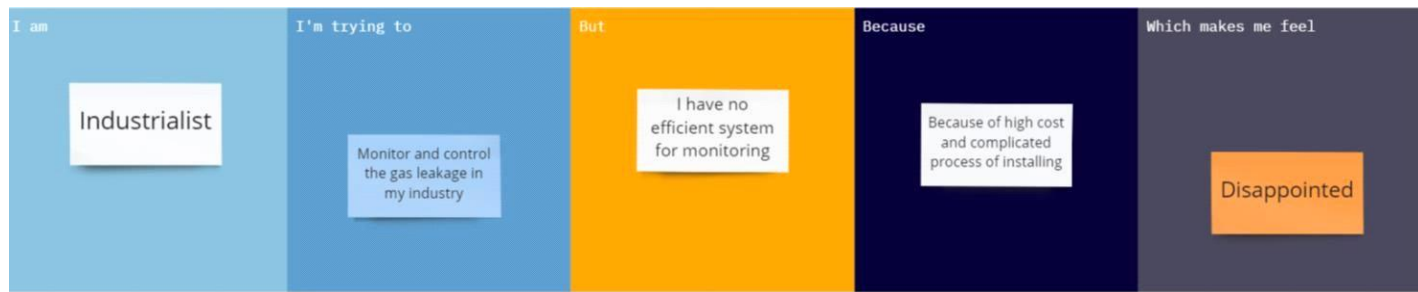 I am
Industrialist
I'm trying to
Monitor and control
the gas leakage in
my industry
But
I have no
efficient system
for monitoring
Because
Because of high cost
and complicated
process of installing
Which makes me feel
Disappointed